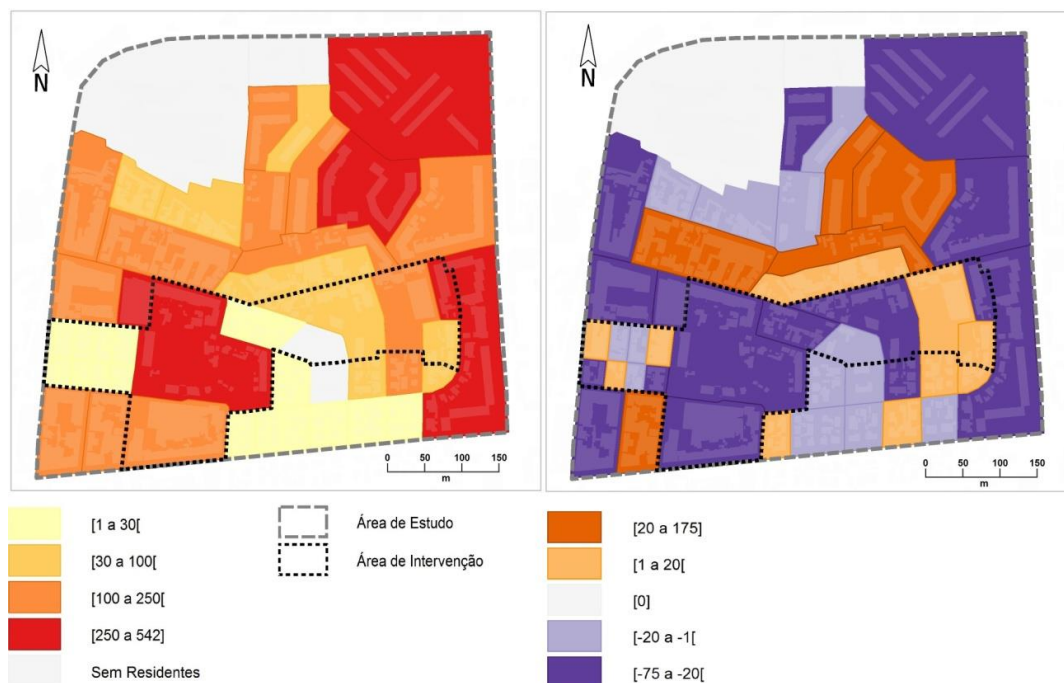 N
0 50 100 150
m
N
0 50 100 150
m
[1 a 30[
[30 a 100[
[100 a 250[
[250 a 542]
Sem Residentes
Área de Estudo
Área de Intervenção
[20 a 175]
[1 a 20[
[0]
[-20 a -1[
[-75 a -20[